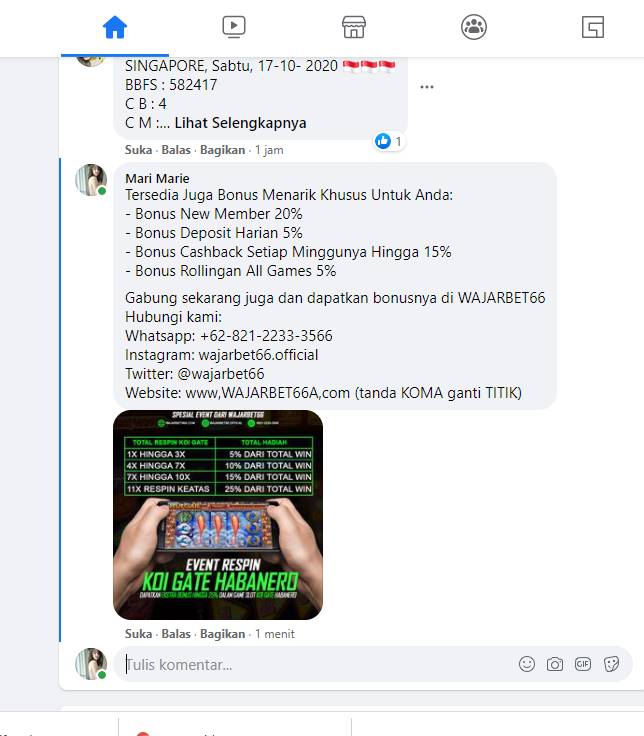 SINGAPORE, Sabtu, 17-10- 2020 🇮🇩🇮🇩🇮🇩
BBFS : 582417
C B : 4
C M :... Lihat Selengkapnya
1
Suka · Balas · Bagikan · 1 jam
Mari Marie
Tersedia Juga Bonus Menarik Khusus Untuk Anda:
- Bonus New Member 20%
- Bonus Deposit Harian 5%
- Bonus Cashback Setiap Minggunya Hingga 15%
- Bonus Rollingan All Games 5%
Gabung sekarang juga dan dapatkan bonusnya di WAJARBET66
Hubungi kami:
Whatsapp: +62-821-2233-3566
Instagram: wajarbet66.official
Twitter: @wajarbet66
Website: www,WAJARBET66A,com (tanda KOMA ganti TITIK)
SPESIAL EVENT DARI WAJARBET66
TOTAL RESPIN KOI GATE TOTAL HADIAH
1X HINGGA 3X 5% DARI TOTAL WIN
4X HINGGA 7X 10% DARI TOTAL WIN
7X HINGGA 10X 15% DARI TOTAL WIN
11X RESPIN KEATAS 25% DARI TOTAL WIN
EVENT RESPIN
KOI GATE HABANERO
DAPATKAN EKSTRA BONUS HINGGA 25% DALAM GAME SLOT KOI GATE HABANERO
Suka · Balas · Bagikan · 1 menit
Tulis komentar...
GIF